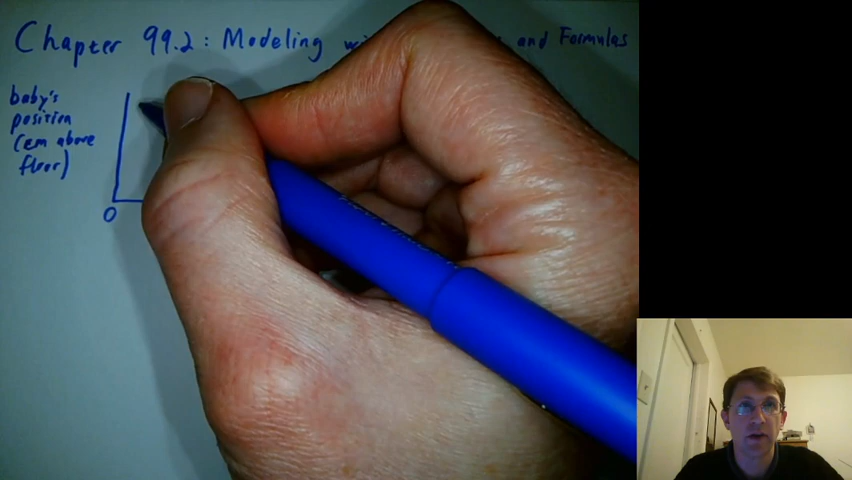 Chapter 99.2: Modeling and Formulas
baby's
position
(cm above
floor)
0